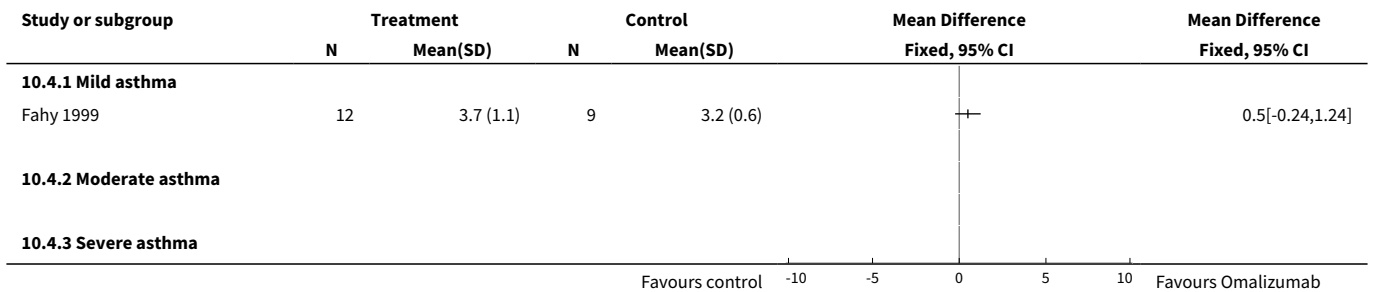 Study or subgroup Treatment Control Mean Difference Mean Difference
N Mean(SD) N Mean(SD) Fixed, 95% CI Fixed, 95% CI
10.4.1 Mild asthma
Fahy 1999 12 3.7 (1.1) 9 3.2 (0.6) 0.5[-0.24,1.24]
10.4.2 Moderate asthma
10.4.3 Severe asthma
Favours control -10 -5 0 5 10 Favours Omalizumab